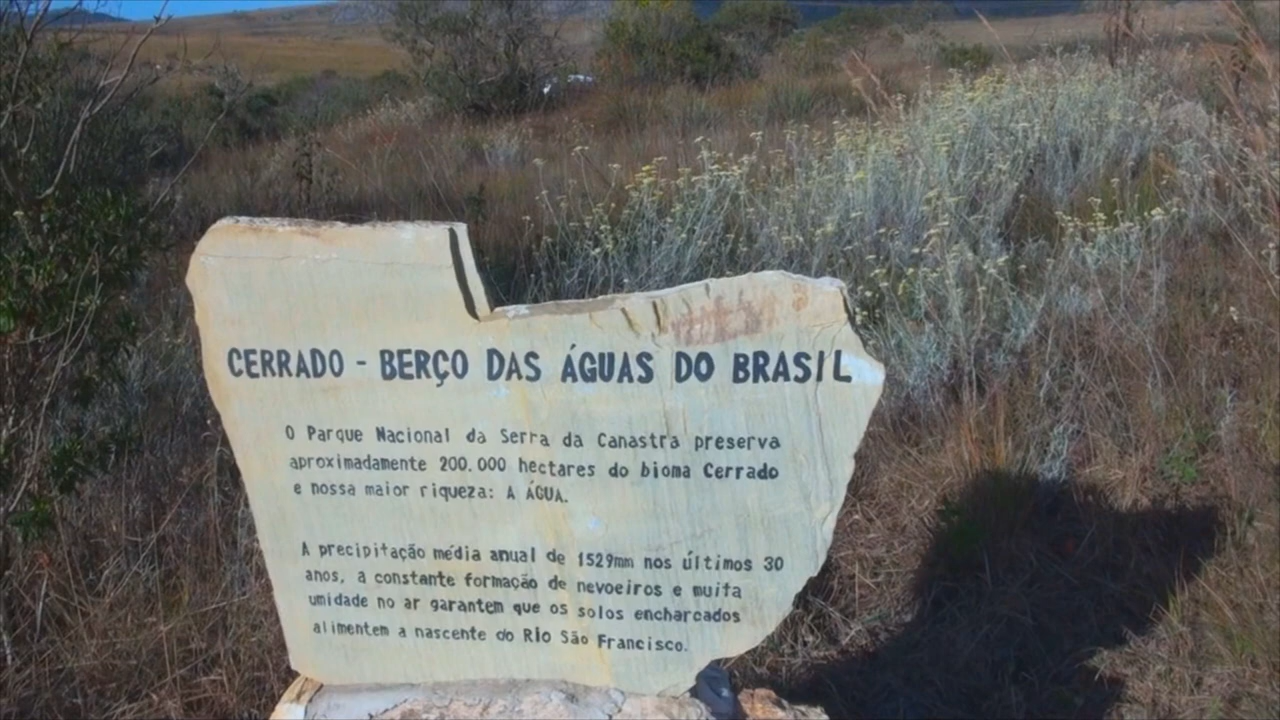 CERRADO - BERÇO DAS ÁGUAS DO BRASIL
O Parque Nacional da Serra da Canastra preserva
aproximadamente 200.000 hectares do bioma Cerrado
e nossa maior riqueza: A ÁGUA.
A precipitação média anual de 1529mm nos últimos 30
anos, a constante formação de nevoeiros e muita
umidade no ar garantem que os solos encharcados
alimentem a nascente do Rio São Francisco.